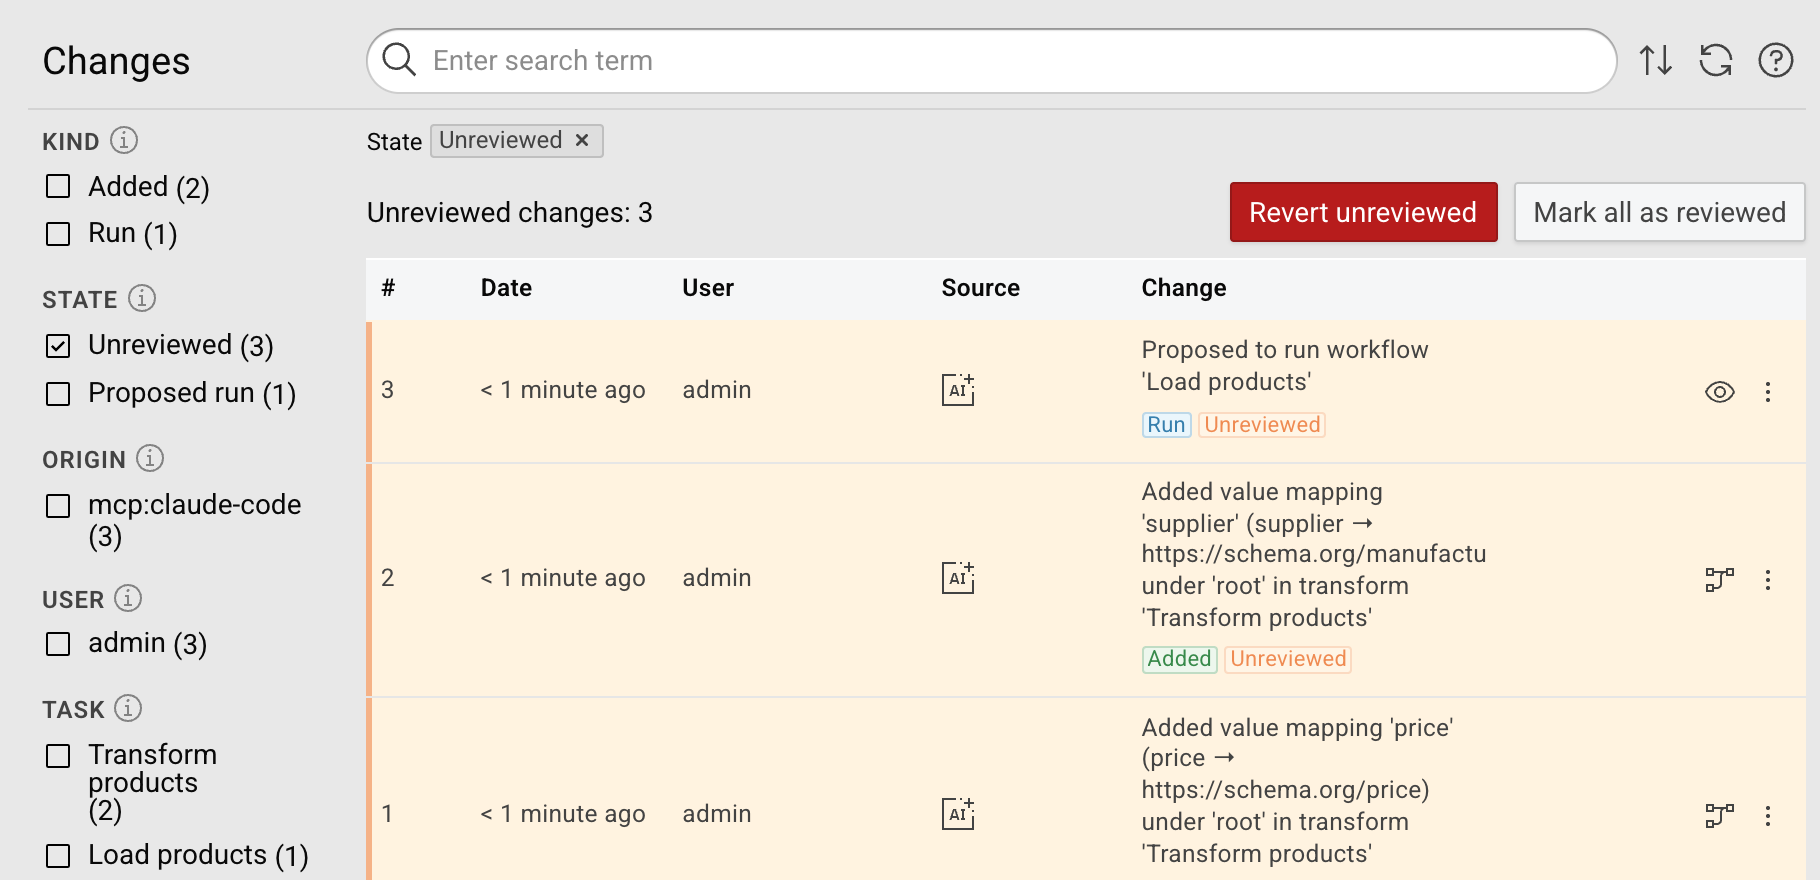 Changes
Enter search term
KIND
Added (2)
Run (1)
STATE
Unreviewed (3)
Proposed run (1)
ORIGIN
mcp:claude-code
(3)
USER
admin (3)
TASK
Transform
products
(2)
Load products (1)
State Unreviewed ×
Unreviewed changes: 3
Revert unreviewed
Mark all as reviewed
# Date User Source Change
3 < 1 minute ago admin AI
Proposed to run workflow
'Load products'
Run Unreviewed
2 < 1 minute ago admin AI
Added value mapping
'supplier' (supplier →
https://schema.org/manufactu
under 'root' in transform
'Transform products'
Added Unreviewed
1 < 1 minute ago admin AI
Added value mapping 'price'
(price →
https://schema.org/price)
under 'root' in transform
'Transform products'